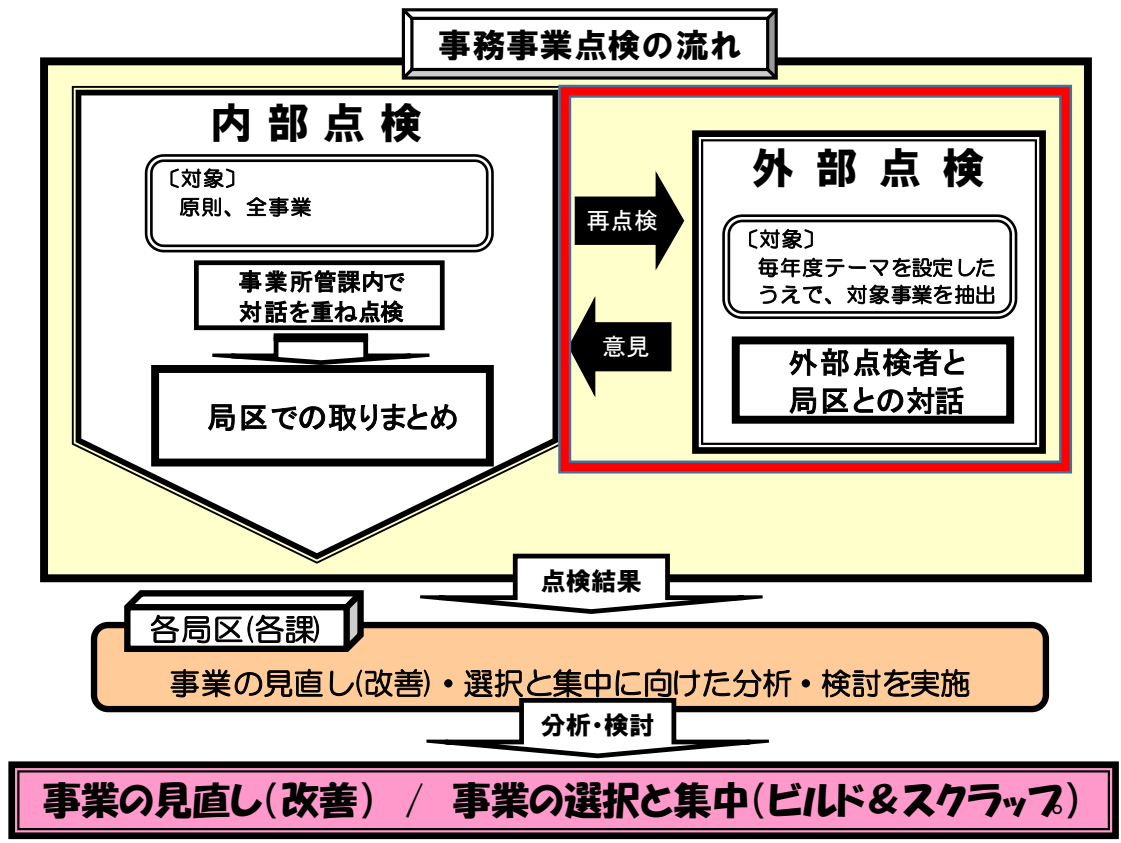 事務事業点検の流れ
内部点検
〔対象〕
原則、全事業
事業所管課内で
対話を重ね点検
局区での取りまとめ
再点検
意見
外部点検
〔対象〕
毎年度テーマを設定した
うえで、対象事業を抽出
外部点検者と
局区との対話
点検結果
各局区(各課)
事業の見直し(改善)・選択と集中に向けた分析・検討を実施
分析・検討
事業の見直し(改善) / 事業の選択と集中(ビルド&スクラップ)